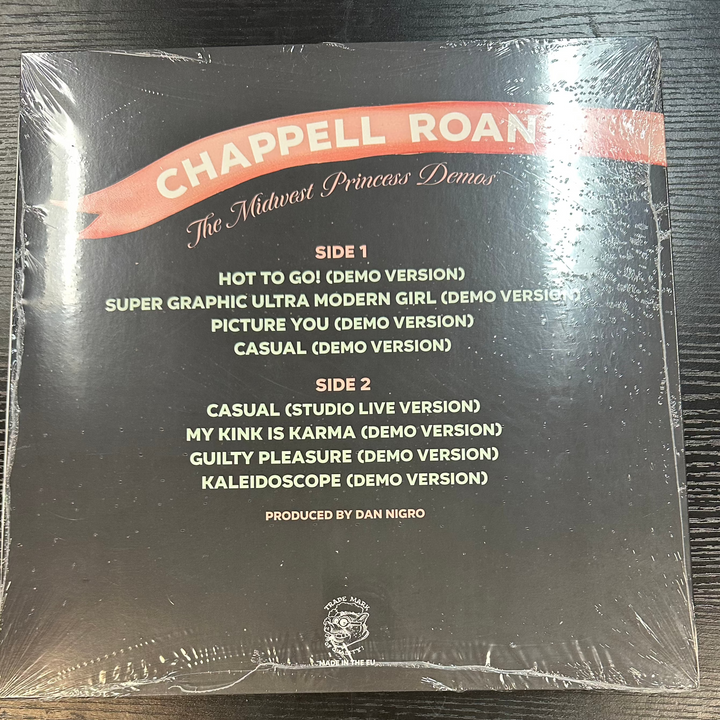 CHAPPELL ROAN
The Midwest Princess Demos
SIDE 1
HOT TO GO! (DEMO VERSION)
SUPER GRAPHIC ULTRA MODERN GIRL (DEMO VERSION)
PICTURE YOU (DEMO VERSION)
CASUAL (DEMO VERSION)
SIDE 2
CASUAL (STUDIO LIVE VERSION)
MY KINK IS KARMA (DEMO VERSION)
GUILTY PLEASURE (DEMO VERSION)
KALEIDOSCOPE (DEMO VERSION)
PRODUCED BY DAN NIGRO
TRADE MARK
MADE IN THE EU